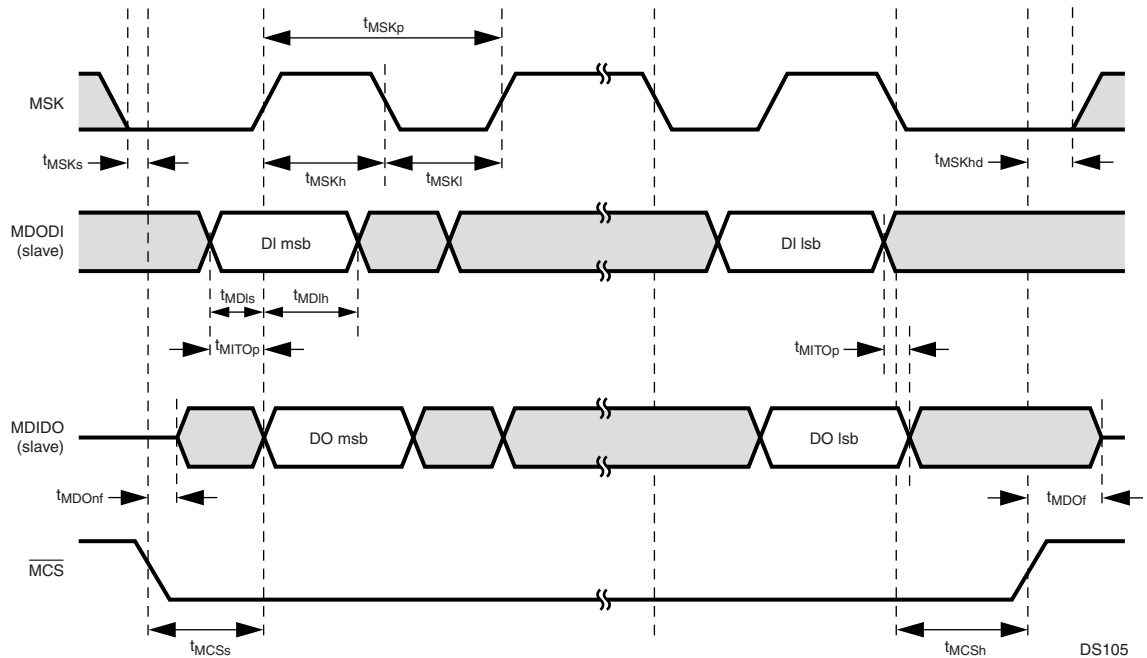 tMSKp
MSK
tMSKs
tMSKh
tMSKl
tMSKhd
MDODI
(slave)
DI msb
DI lsb
tMDIs
tMDIh
tMITOp
tMITOp
MDIDO
(slave)
DO msb
DO lsb
tMDOnf
tMDOf
MCS
tMCSs
tMCSh
DS105